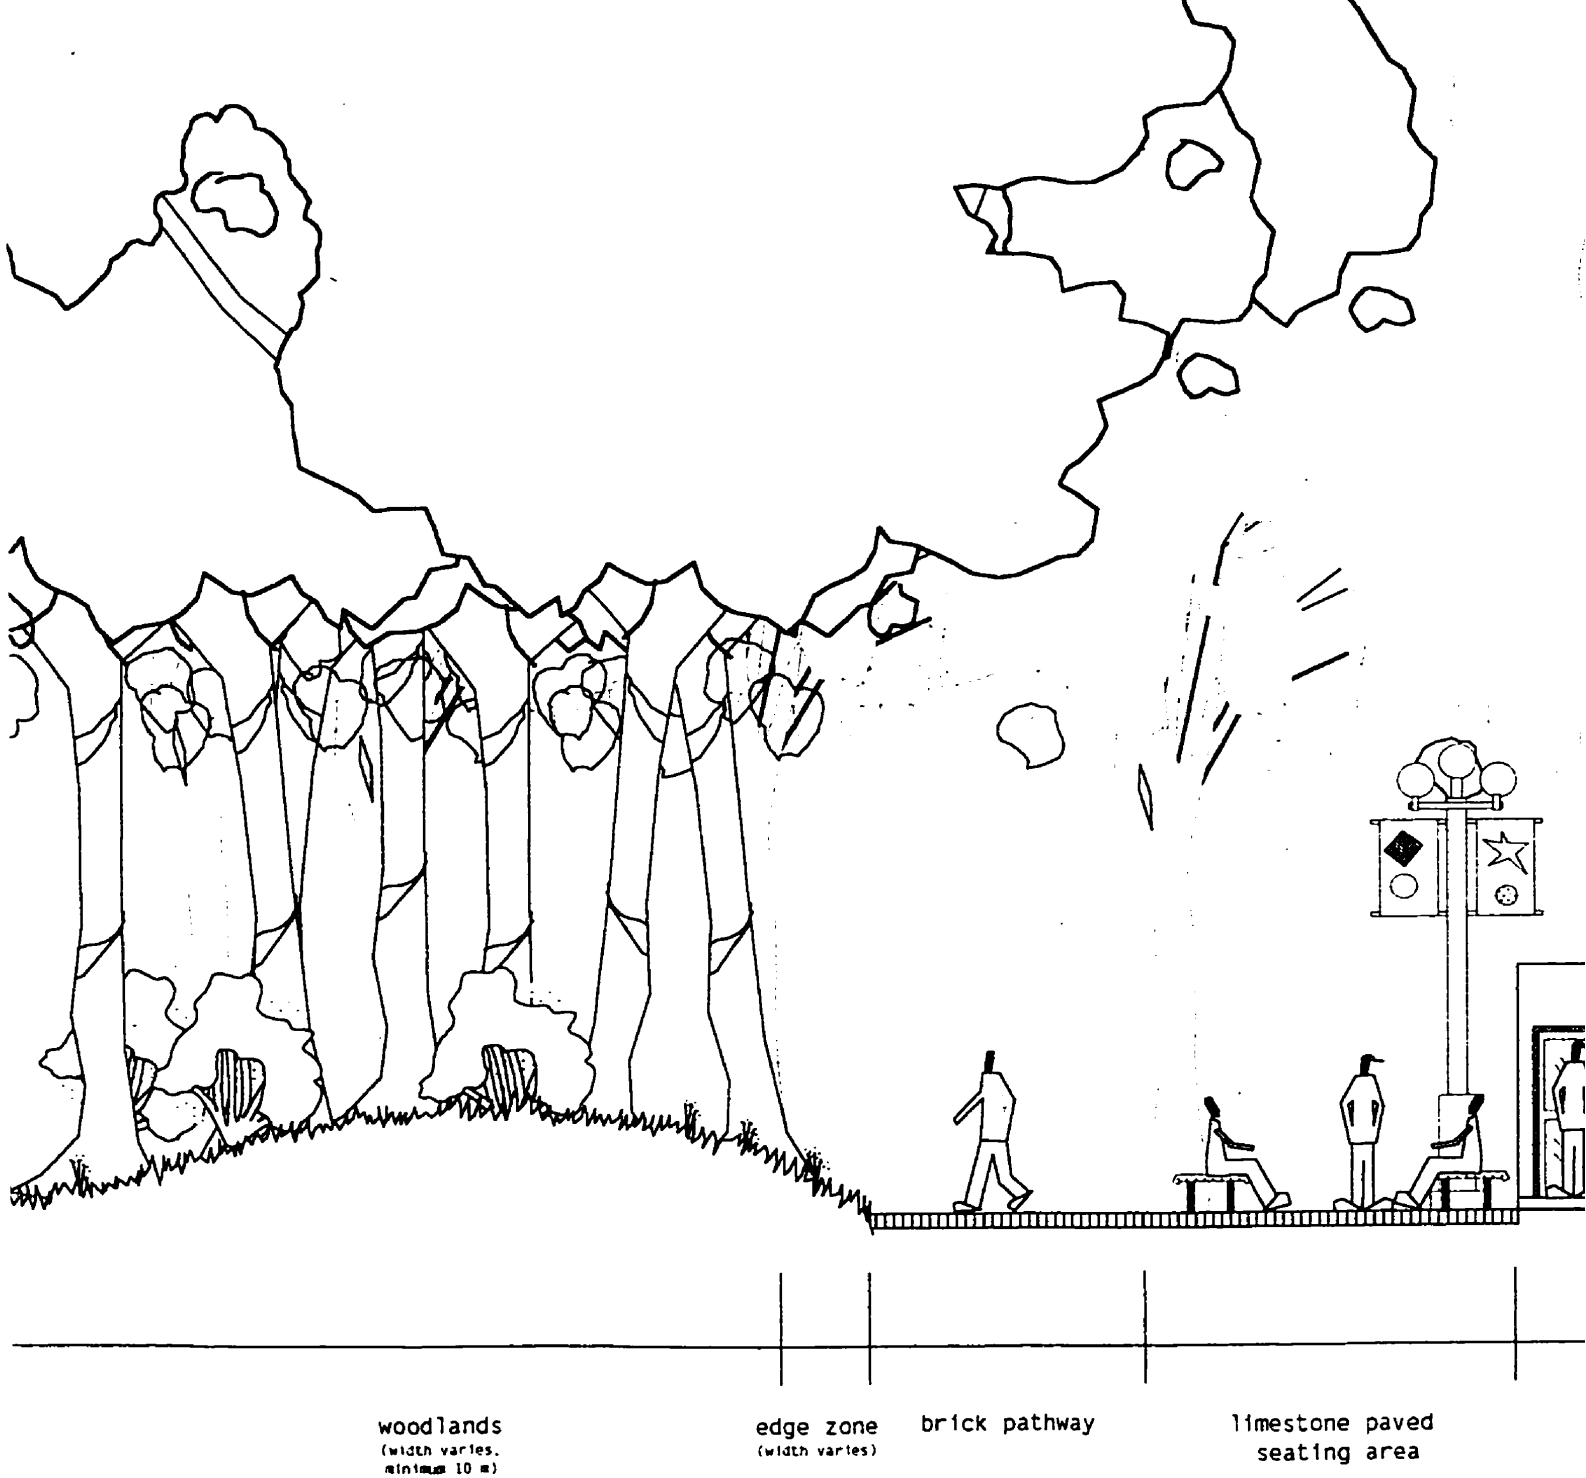 woodlands
(width varies,
minimum 10 m)
edge zone
(width varies)
brick pathway
limestone paved
seating area